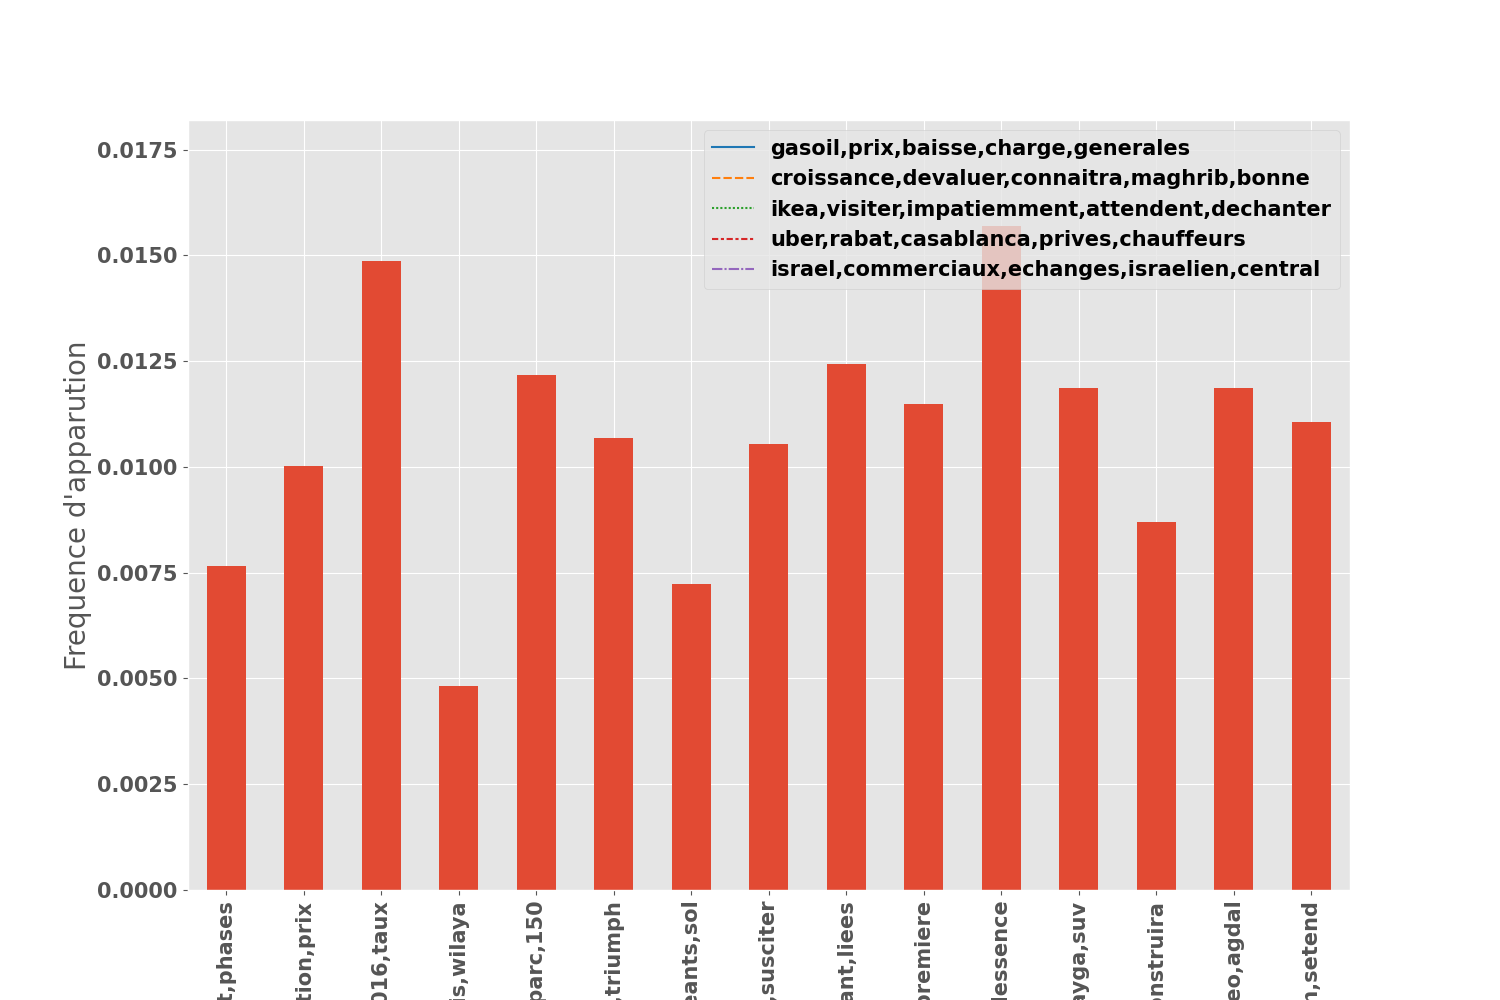 gasoil,prix,baisse,charge,generales
croissance,devaluer,connaitra,maghrib,bonne
ikea,visiter,impatiemment,attendent,dechanter
uber,rabat,casablanca,prives,chauffeurs
israel,commerciaux,echanges,israelien,central
Frequence d'apparution
0.0175
0.0150
0.0125
0.0100
0.0075
0.0050
0.0025
0.0000
t,phases
tion,prix
016,taux
is,wilaya
parc,150
,triumph
eants,sol
,susciter
ant,liees
premiere
lessence
ayga,suv
onstruira
eo,agdal
n,setend